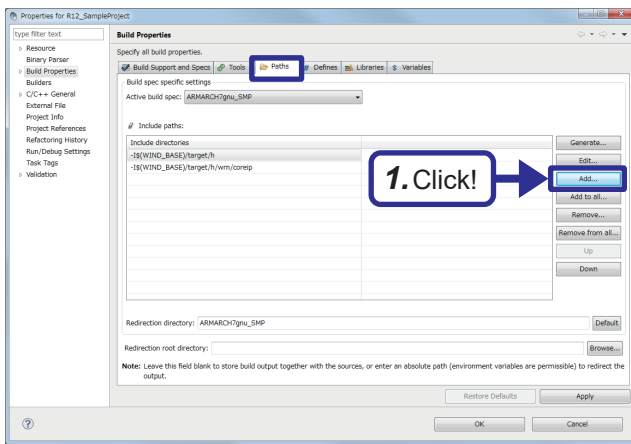 Properties for R12_SampleProject
type filter text
Resource
Binary Parser
Build Properties
Builders
C/C++ General
External File
Project Info
Project References
Refactoring History
Run/Debug Settings
Task Tags
Validation
Build Properties
Specify all build properties.
Build Support and Specs Tools Paths Defines Libraries Variables
Build spec specific settings
Active build spec: ARMARCH7gnu_SMP
Include paths:
Include directories
-I$(WIND_BASE)/target/h
-I$(WIND_BASE)/target/h/wrn/coreip
Generate...
Edit...
Add...
Add to all...
Remove...
Remove from all...
Up
Down
1.Click!
Redirection directory: ARMARCH7gnu_SMP Default
Redirection root directory: Browse...
Note: Leave this field blank to store build output together with the sources, or enter an absolute path (environment variables are permissible) to redirect the
output.
Restore Defaults Apply
OK Cancel